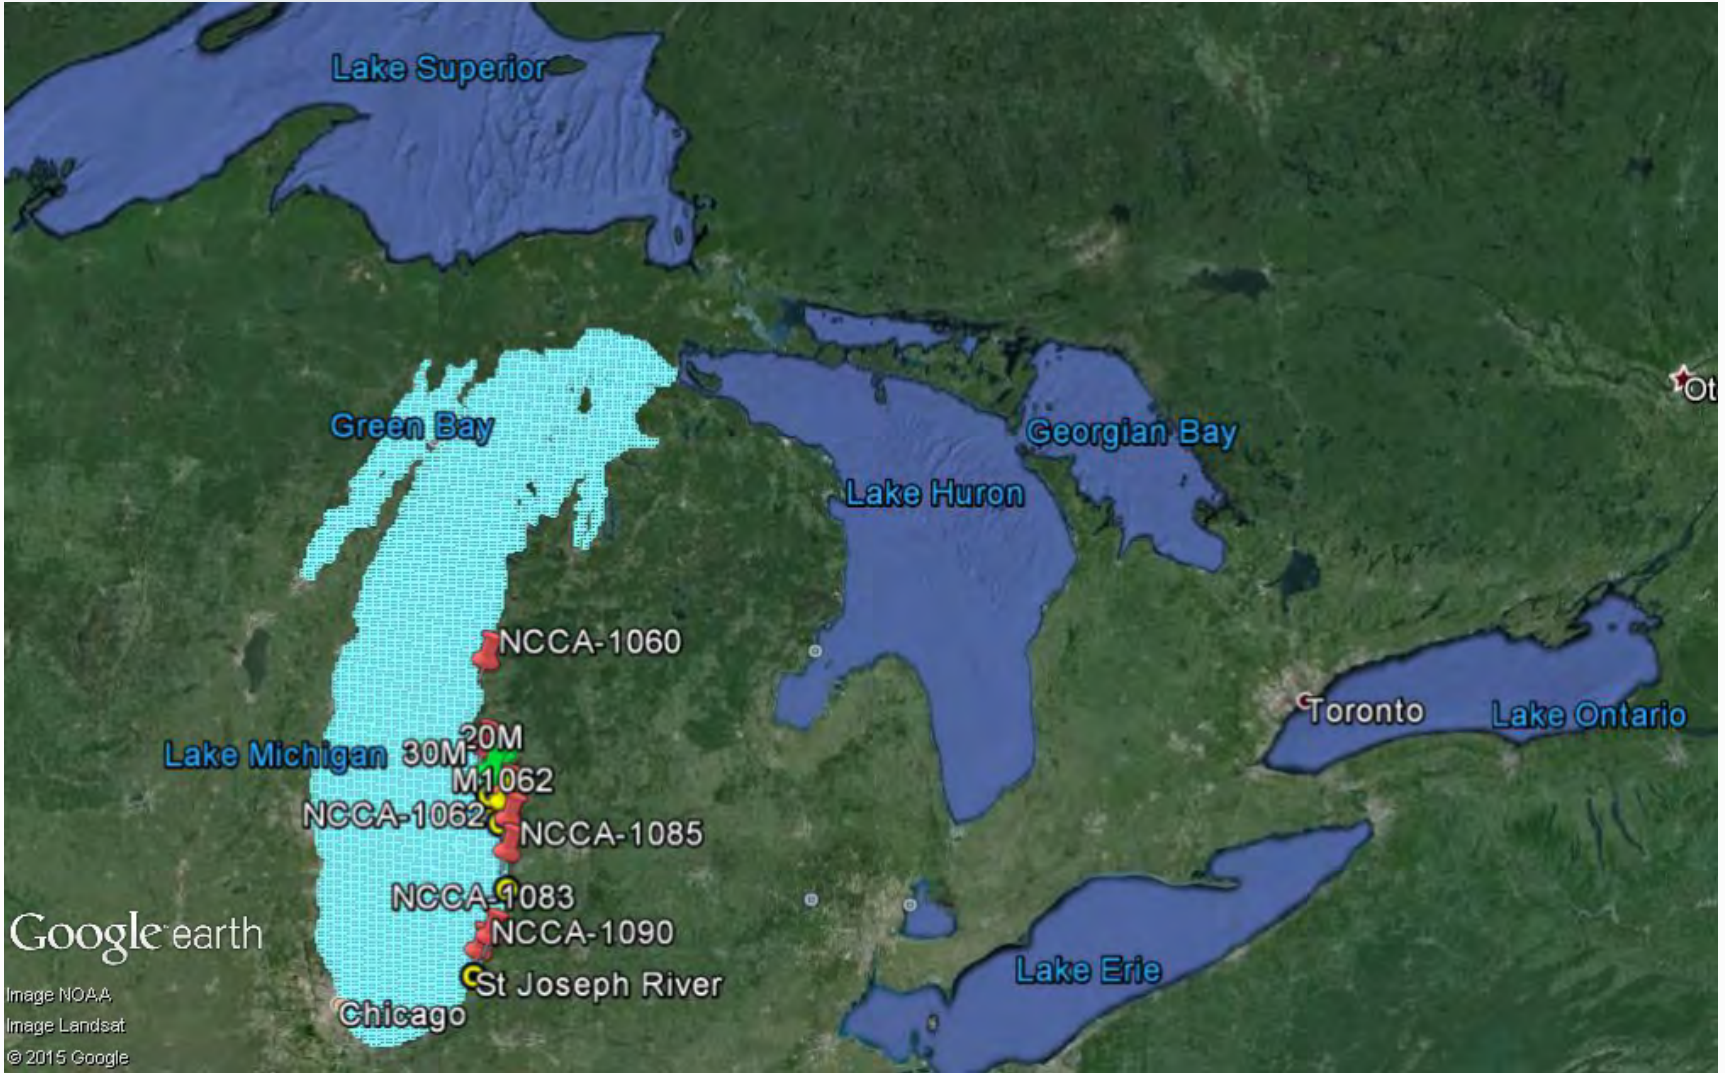 Lake Superior
Green Bay
Georgian Bay
Lake Huron
NCCA-1060
Toronto
Lake Ontario
20M
Lake Michigan
30M
M1062
NCCA-1062
NCCA-1085
NCCA-1083
NCCA-1090
Google earth
Lake Erie
St Joseph River
Image NOAA
Chicago
Image Landsat
© 2015 Google